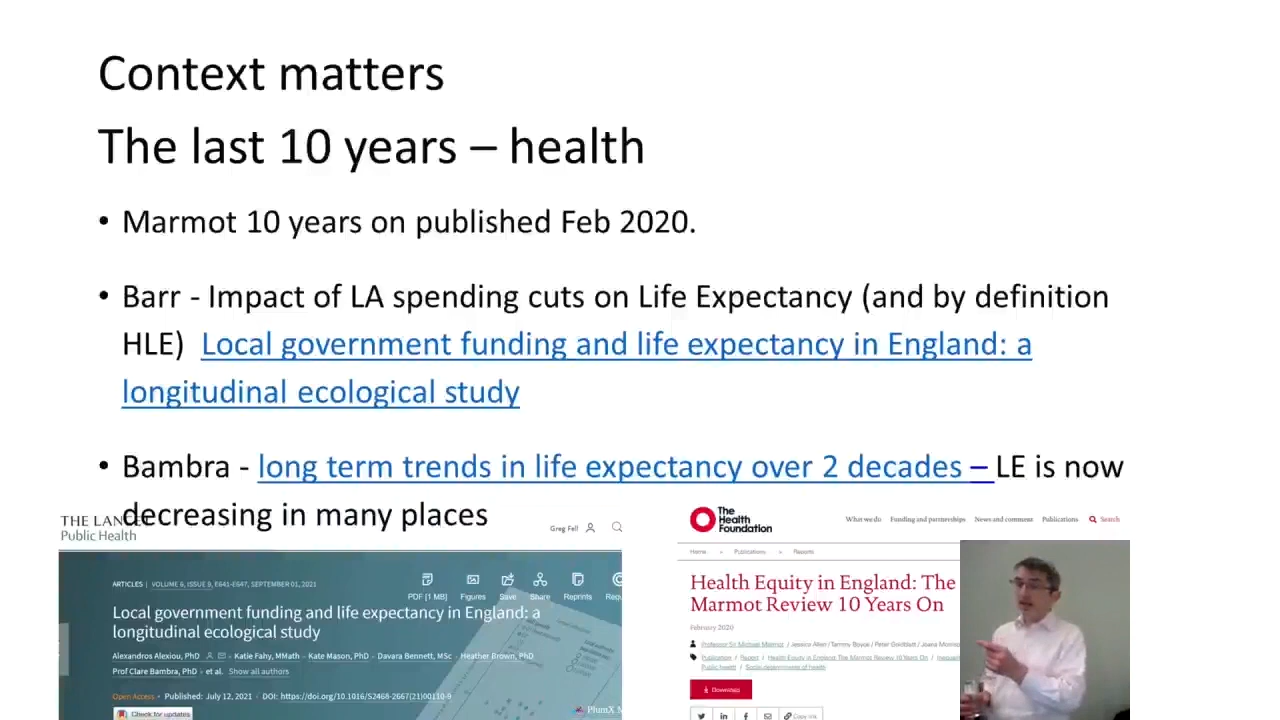 Context matters
The last 10 years – health
• Marmot 10 years on published Feb 2020.
• Barr - Impact of LA spending cuts on Life Expectancy (and by definition
HLE) Local government funding and life expectancy in England: a
longitudinal ecological study
• Bambra - long term trends in life expectancy over 2 decades – LE is now
decreasing in many places
THE LANCET
Public Health
Greg Fell
ARTICLES | VOLUME 6, ISSUE 9, E641-E647, SEPTEMBER 01, 2021
PDF [1 MB] Figures Save Share Reprints Requ
Local government funding and life expectancy in England: a
longitudinal ecological study
Alexandros Alexiou, PhD • Katie Fahy, MMath • Kate Mason, PhD • Davara Bennett, MSc • Heather Brown, PhD
Prof Clare Bambra, PhD • et al. Show all authors
Open Access • Published: July 12, 2021 • DOI: https://doi.org/10.1016/S2468-2667(21)00110-9
Check for updates
PlumX M
The
Health
Foundation
What we do Funding and partnerships News and comment Publications Search
Home Publications Reports
Health Equity in England: The
Marmot Review 10 Years On
February 2020
Professor Sir Michael Marmot / Jessica Allen / Tammy Boyce / Peter Goldblatt / Joana Morrison
Publication / Report / Health Equity in England: The Marmot Review 10 Years On /
Public health / Social determinants of health
Download
Copy link